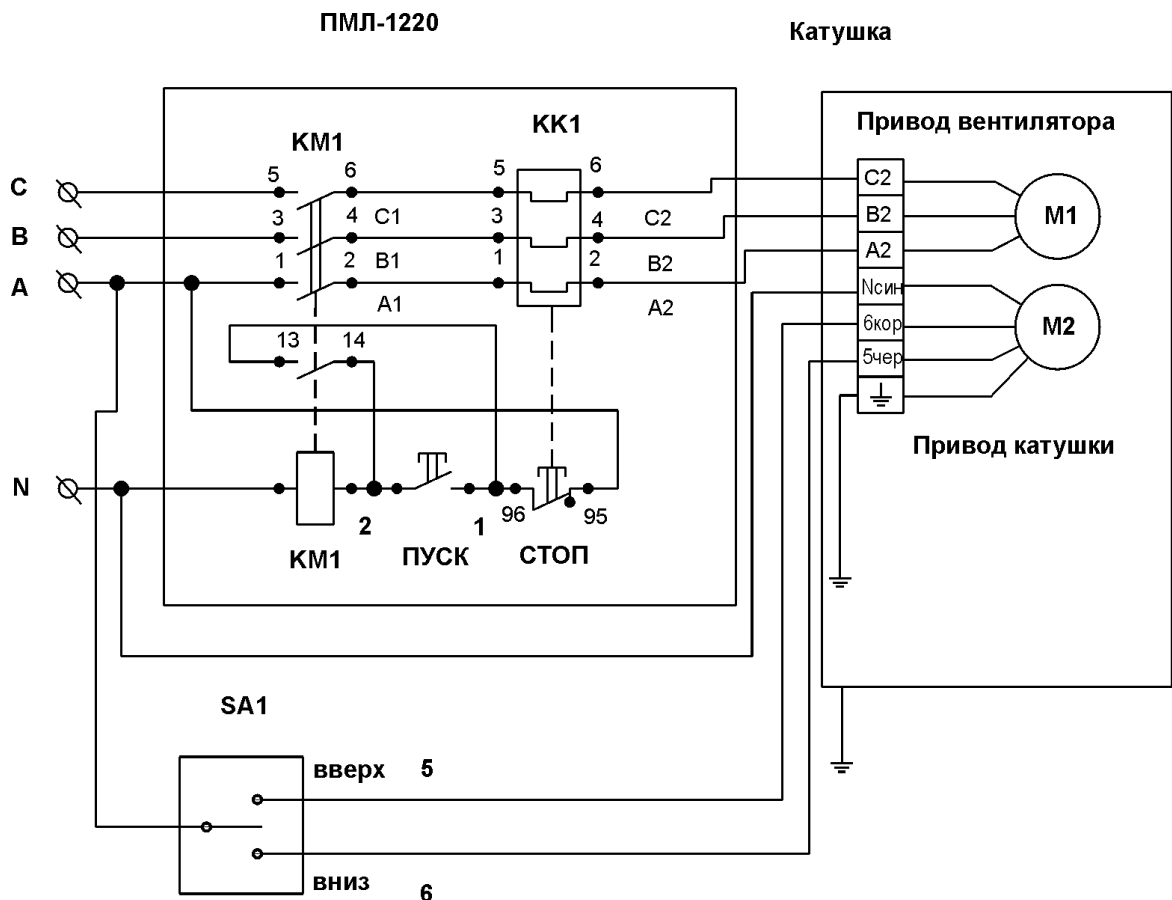 ПМЛ-1220
Катушка
KM1
KK1
Привод вентилятора
C
5
6
5
6
C2
B
3
4
C1
3
4
C2
B2
M1
A
1
2
B1
1
2
B2
A2
A1
A2
Nсин
13
14
6кор
M2
5чер
Привод катушки
N
2
1
96
95
KM1
ПУСК
СТОП
SA1
вверх 5
вниз 6